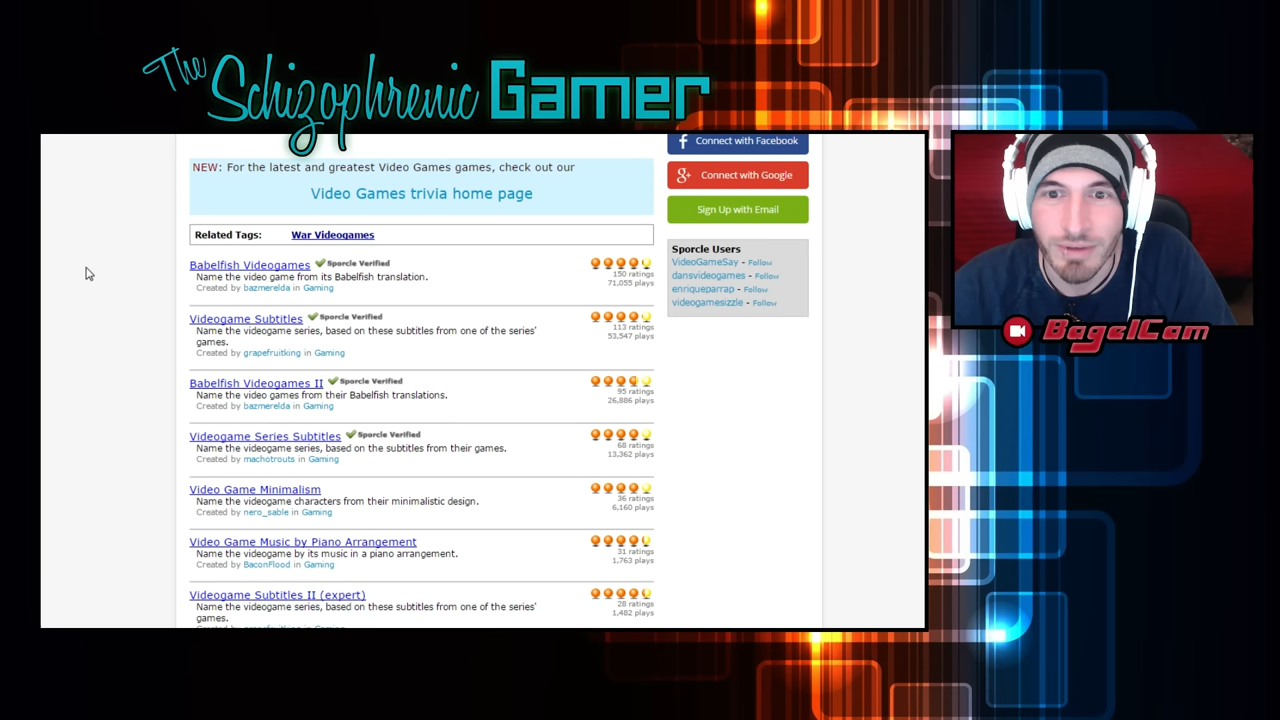 The Schizophrenic Gamer
Connect with Facebook
NEW: For the latest and greatest Video Games games, check out our
Connect with Google
Video Games trivia home page
Sign Up with Email
Related Tags: War Videogames
Sporcle Users
VideoGameSay - Follow
dansvideogames - Follow
enriqueparrap - Follow
videogamesizzle - Follow
Babelfish Videogames Sporcle Verified
Name the video game from its Babelfish translation.
150 ratings
Created by bazmerelda in Gaming
71,055 plays
Videogame Subtitles Sporcle Verified
Name the videogame series, based on these subtitles from one of the series'
games.
113 ratings
53,547 plays
Created by grapefruitking in Gaming
BagelCam
Babelfish Videogames II Sporcle Verified
Name the video games from their Babelfish translations.
95 ratings
Created by bazmerelda in Gaming
26,886 plays
Videogame Series Subtitles Sporcle Verified
Name the videogame series, based on the subtitles from their games.
68 ratings
Created by machotrouts in Gaming
13,362 plays
Video Game Minimalism
Name the videogame characters from their minimalistic design.
36 ratings
Created by nero_sable in Gaming
6,160 plays
Video Game Music by Piano Arrangement
Name the videogame by its music in a piano arrangement.
31 ratings
Created by BaconFlood in Gaming
1,763 plays
Videogame Subtitles II (expert)
Name the videogame series, based on these subtitles from one of the series'
games.
28 ratings
1,482 plays